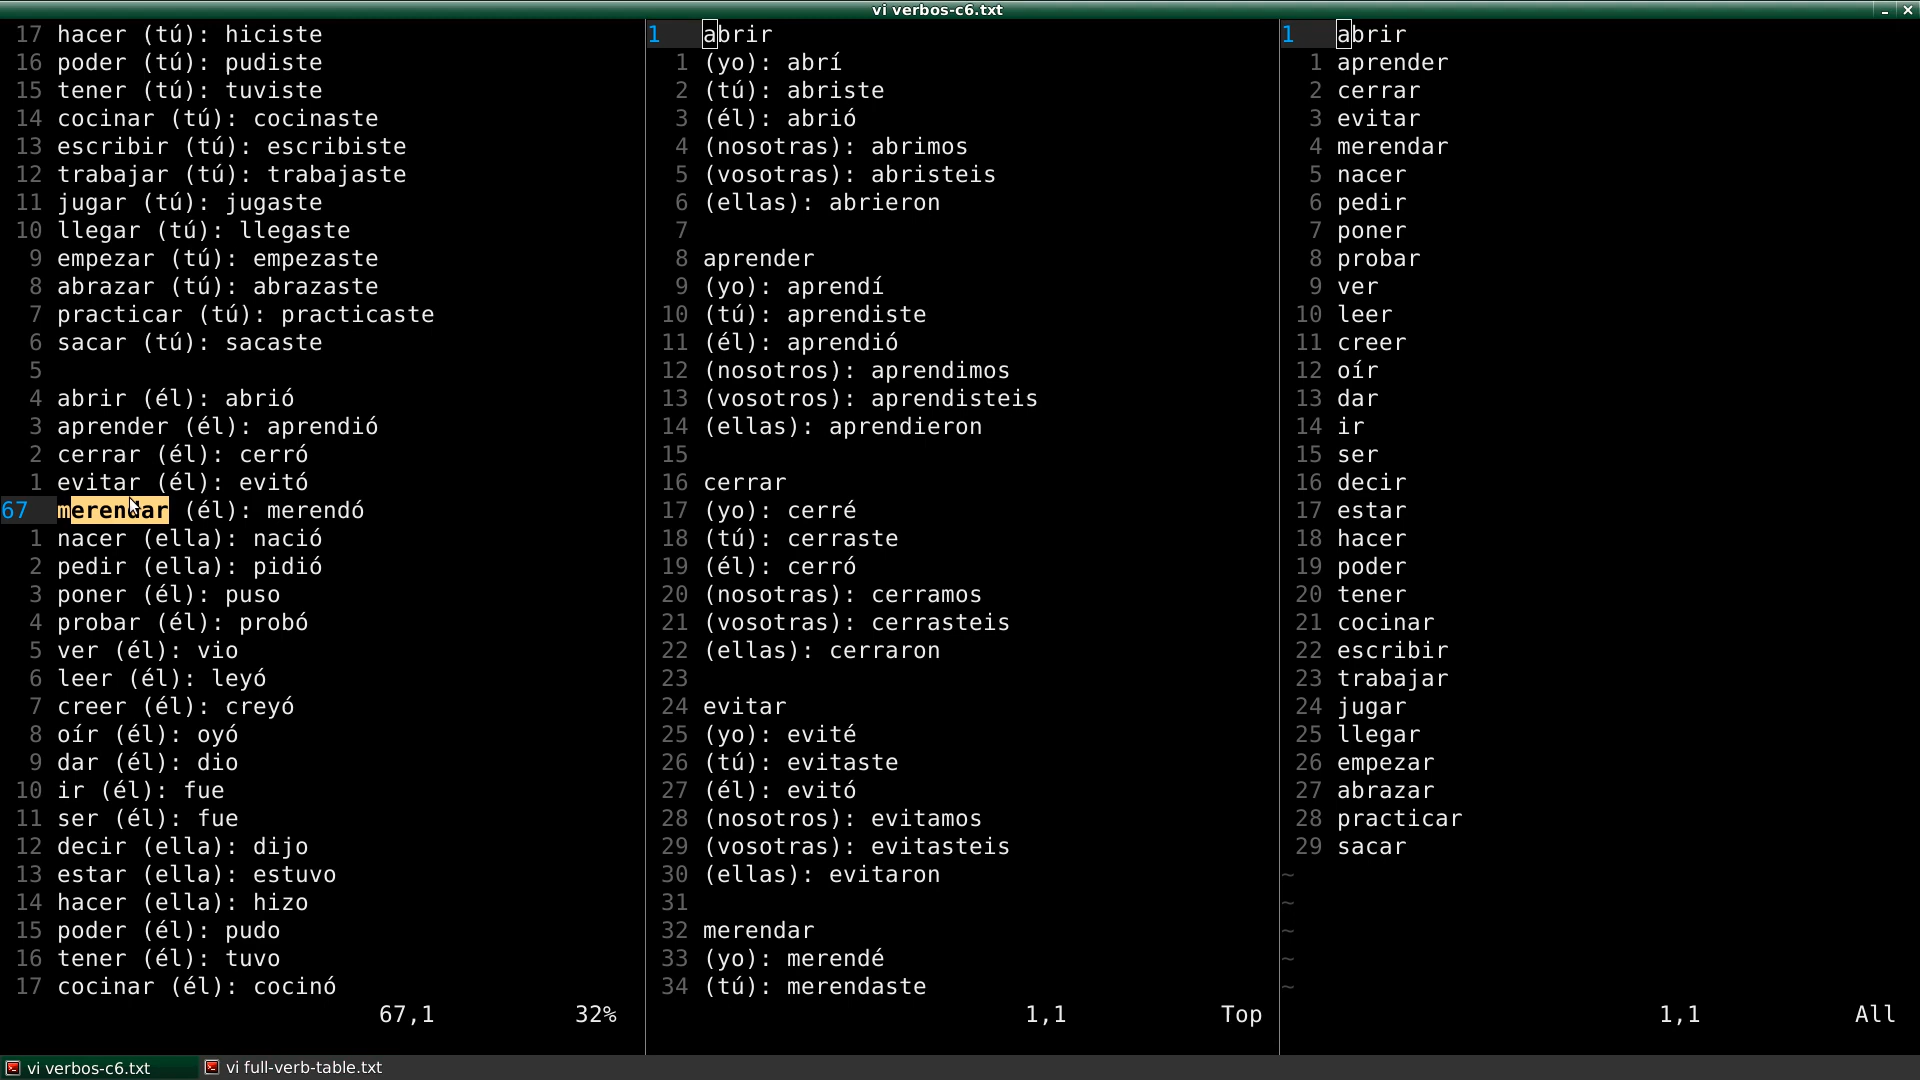 vi verbos-c6.txt
17 hacer (tú): hiciste
16 poder (tú): pudiste
15 tener (tú): tuviste
14 cocinar (tú): cocinaste
13 escribir (tú): escribiste
12 trabajar (tú): trabajaste
11 jugar (tú): jugaste
10 llegar (tú): llegaste
9 empezar (tú): empezaste
8 abrazar (tú): abrazaste
7 practicar (tú): practicaste
6 sacar (tú): sacaste
5
4 abrir (él): abrió
3 aprender (él): aprendió
2 cerrar (él): cerró
1 evitar (él): evitó
67 merendar (él): merendó
1 nacer (ella): nació
2 pedir (ella): pidió
3 poner (él): puso
4 probar (él): probó
5 ver (él): vio
6 leer (él): leyó
7 creer (él): creyó
8 oír (él): oyó
9 dar (él): dio
10 ir (él): fue
11 ser (él): fue
12 decir (ella): dijo
13 estar (ella): estuvo
14 hacer (ella): hizo
15 poder (él): pudo
16 tener (él): tuvo
17 cocinar (él): cocinó
67,1 32%
1 abrir
1 (yo): abrí
2 (tú): abriste
3 (él): abrió
4 (nosotras): abrimos
5 (vosotras): abristeis
6 (ellas): abrieron
7
8 aprender
9 (yo): aprendí
10 (tú): aprendiste
11 (él): aprendió
12 (nosotros): aprendimos
13 (vosotros): aprendisteis
14 (ellas): aprendieron
15
16 cerrar
17 (yo): cerré
18 (tú): cerraste
19 (él): cerró
20 (nosotras): cerramos
21 (vosotras): cerrasteis
22 (ellas): cerraron
23
24 evitar
25 (yo): evité
26 (tú): evitaste
27 (él): evitó
28 (nosotros): evitamos
29 (vosotras): evitasteis
30 (ellas): evitaron
31
32 merendar
33 (yo): merendé
34 (tú): merendaste
1,1 Top
1 abrir
1 aprender
2 cerrar
3 evitar
4 merendar
5 nacer
6 pedir
7 poner
8 probar
9 ver
10 leer
11 creer
12 oír
13 dar
14 ir
15 ser
16 decir
17 estar
18 hacer
19 poder
20 tener
21 cocinar
22 escribir
23 trabajar
24 jugar
25 llegar
26 empezar
27 abrazar
28 practicar
29 sacar
~
~
~
~
~
1,1 All
vi verbos-c6.txt
vi full-verb-table.txt